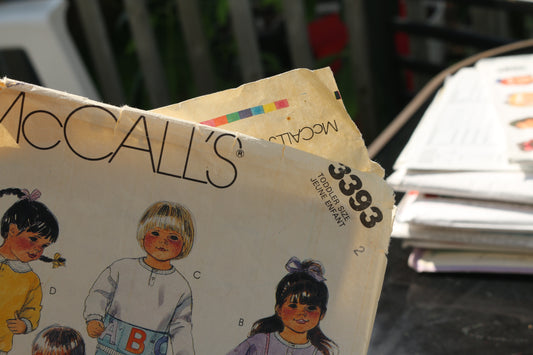 McCALL'S®
McCALL'S
3393
TODDLER SIZE
JEUNE ENFANT
2
D
C
B
B